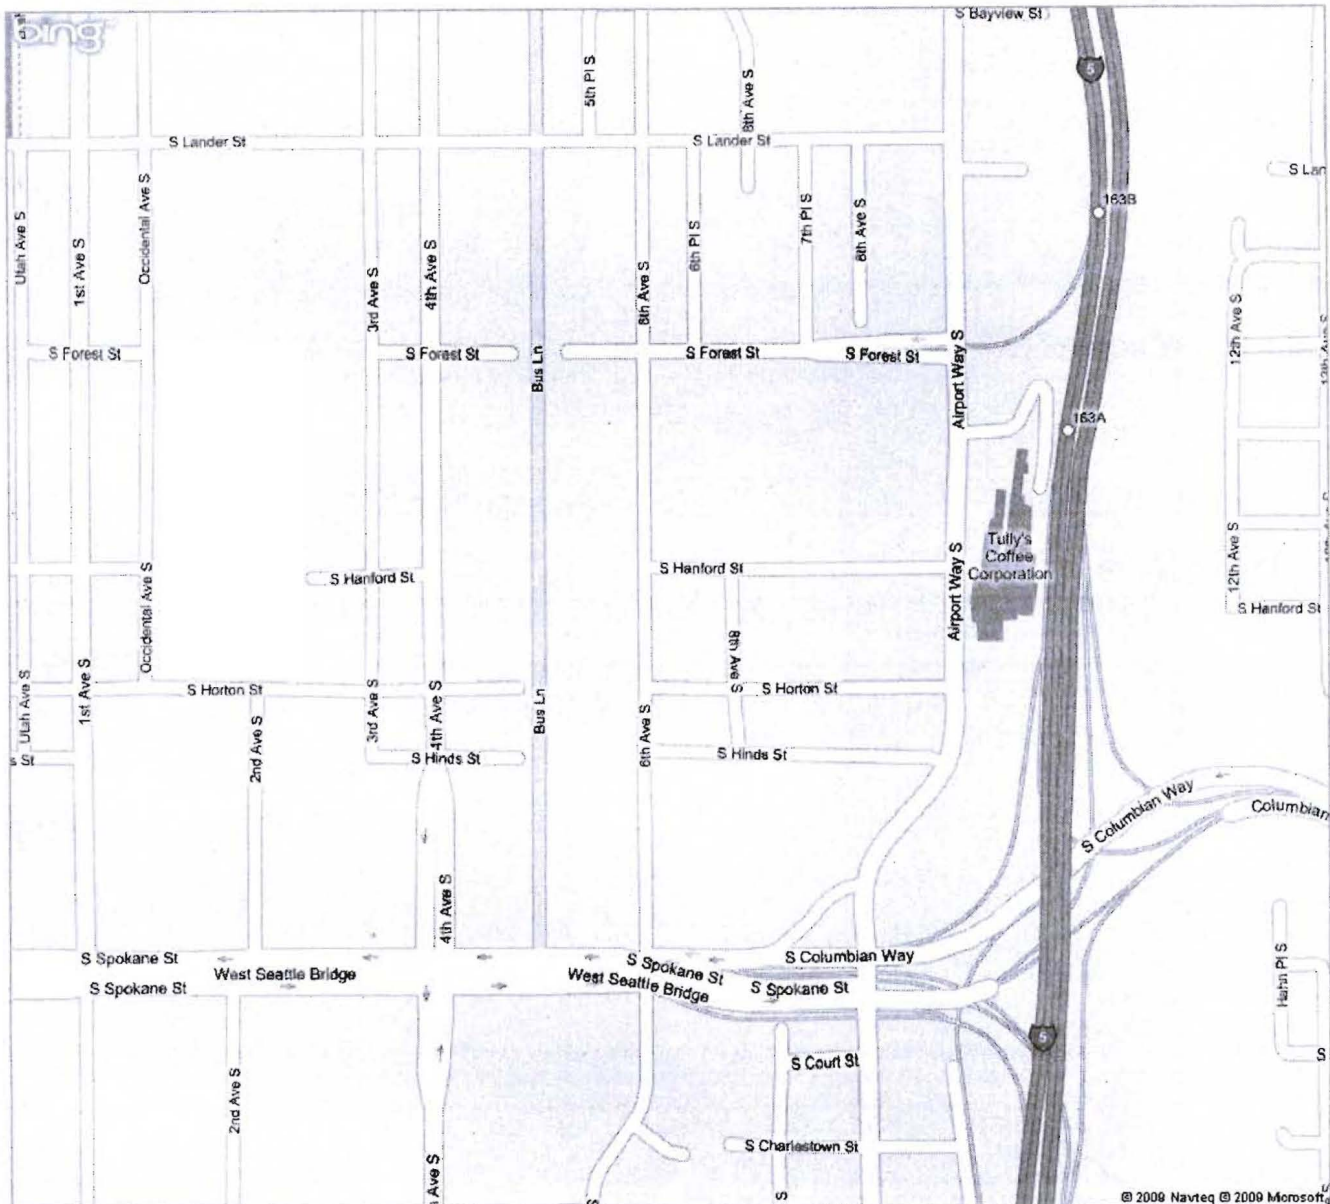 bing
S Bayview St
5
5th Pl S
6th Ave S
S Lander St
S Lander St
S Lan
163B
Utah Ave S
1st Ave S
Occidental Ave S
3rd Ave S
4th Ave S
6th Ave S
6th Pl S
7th Pl S
8th Ave S
12th Ave S
13th Ave S
S Forest St
S Forest St
Bus Ln
S Forest St
S Forest St
Airport Way S
163A
Tully's
Coffee
Corporation
S Hanford St
S Hanford St
Airport Way S
12th Ave S
S Hanford St
Occidental Ave S
8th Ave S
Utah Ave S
1st Ave S
S Horton St
3rd Ave S
4th Ave S
Bus Ln
6th Ave S
S Horton St
2nd Ave S
s St
S Hinds St
S Hinds St
S Columbian Way
Columbian
4th Ave S
S Spokane St
West Seattle Bridge
S Spokane St
S Spokane St
West Seattle Bridge
S Columbian Way
S Spokane St
Hahn Pl S
5
S Court St
S
2nd Ave S
S Charlestown St
Ave S
S
S
© 2009 Navteq © 2009 Microsoft